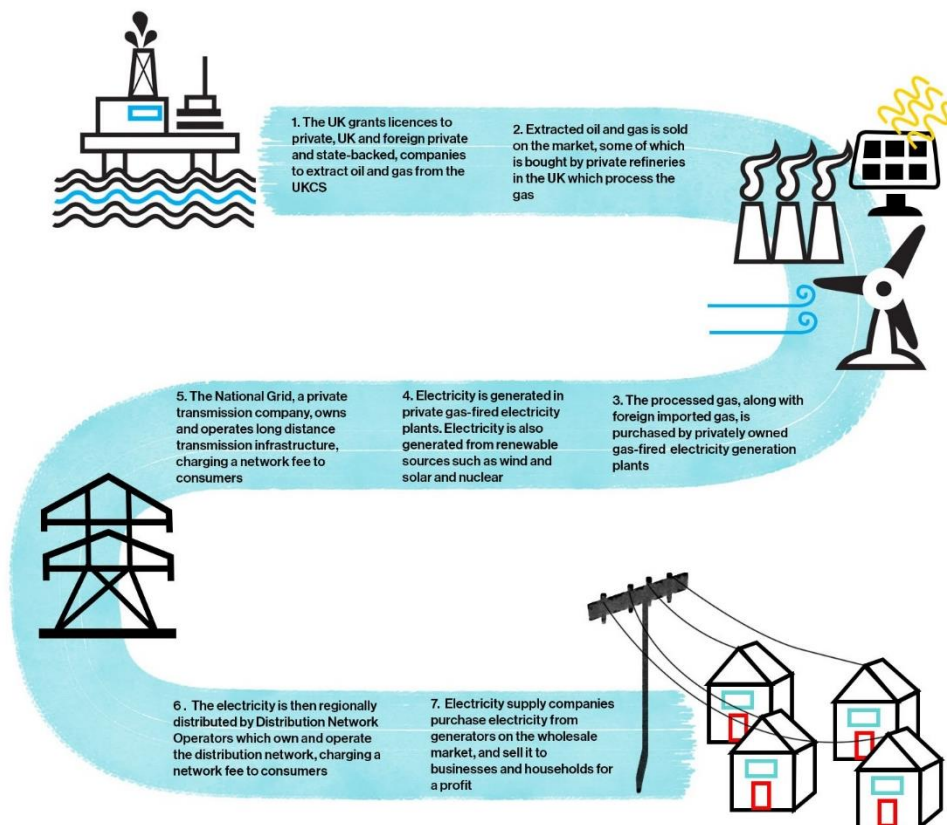 1. The UK grants licences to
private, UK and foreign private
and state-backed, companies
to extract oil and gas from the
UKCS
2. Extracted oil and gas is sold
on the market, some of which
is bought by private refineries
in the UK which process the
gas
3. The processed gas, along with
foreign imported gas, is
purchased by privately owned
gas-fired electricity generation
plants
4. Electricity is generated in
private gas-fired electricity
plants. Electricity is also
generated from renewable
sources such as wind and
solar and nuclear
5. The National Grid, a private
transmission company, owns
and operates long distance
transmission infrastructure,
charging a network fee to
consumers
6. The electricity is then regionally
distributed by Distribution Network
Operators which own and operate
the distribution network, charging a
network fee to consumers
7. Electricity supply companies
purchase electricity from
generators on the wholesale
market, and sell it to
businesses and households for
a profit